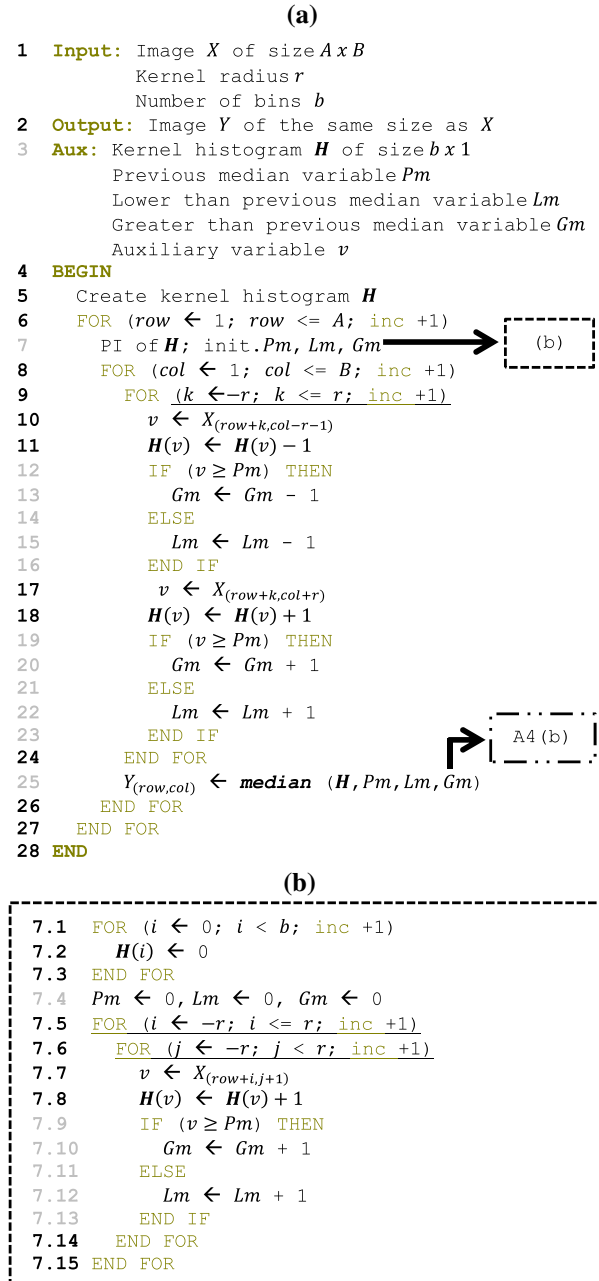 (a)
1 Input: Image X of size A x B
Kernel radius r
Number of bins b
2 Output: Image Y of the same size as X
3 Aux: Kernel histogram H of size b x 1
Previous median variable Pm
Lower than previous median variable Lm
Greater than previous median variable Gm
Auxiliary variable v
4 BEGIN
5 Create kernel histogram H
6 FOR (row ← 1; row <= A; inc +1)
7 PI of H; init. Pm, Lm, Gm (b)
8 FOR (col ← 1; col <= B; inc +1)
9 FOR (k ←−r; k <= r; inc +1)
10 v ← X(row+k,col−r−1)
11 H(v) ← H(v)−1
12 IF (v ≥ Pm) THEN
13 Gm ← Gm - 1
14 ELSE
15 Lm ← Lm - 1
16 END IF
17 v ← X(row+k,col+r)
18 H(v) ← H(v)+1
19 IF (v ≥ Pm) THEN
20 Gm ← Gm + 1
21 ELSE
22 Lm ← Lm + 1
23 END IF
24 END FOR
A4(b)
25 Y(row,col) ← median (H,Pm,Lm,Gm)
26 END FOR
27 END FOR
28 END
(b)
7.1 FOR (i ← 0; i < b; inc +1)
7.2 H(i) ← 0
7.3 END FOR
7.4 Pm ← 0, Lm ← 0, Gm ← 0
7.5 FOR (i ← −r; i <= r; inc +1)
7.6 FOR (j ← −r; j < r; inc +1)
7.7 v ← X(row+i,j+1)
7.8 H(v) ← H(v)+1
7.9 IF (v ≥ Pm) THEN
7.10 Gm ← Gm + 1
7.11 ELSE
7.12 Lm ← Lm + 1
7.13 END IF
7.14 END FOR
7.15 END FOR